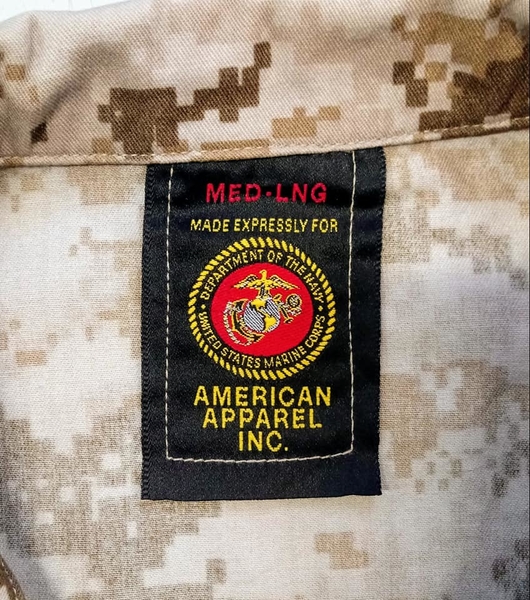 MED-LNG
MADE EXPRESSLY FOR
DEPARTMENT OF THE NAVY
UNITED STATES MARINE CORPS
AMERICAN
APPAREL
INC.